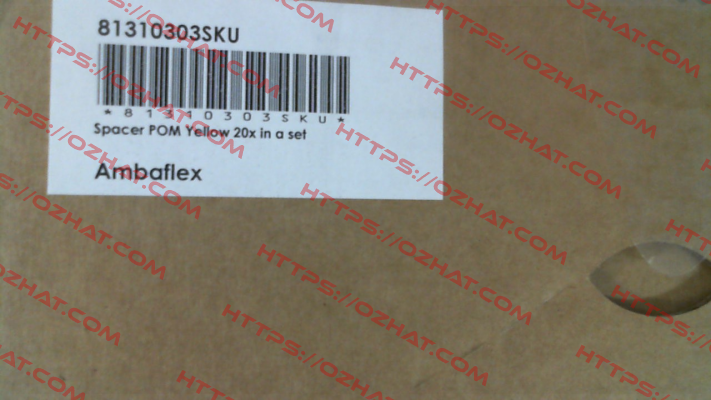 81310303SKU
*81310303SKU*
Spacer POM Yellow 20x in a set
Ambaflex
HTTPS://OZHAT.COM